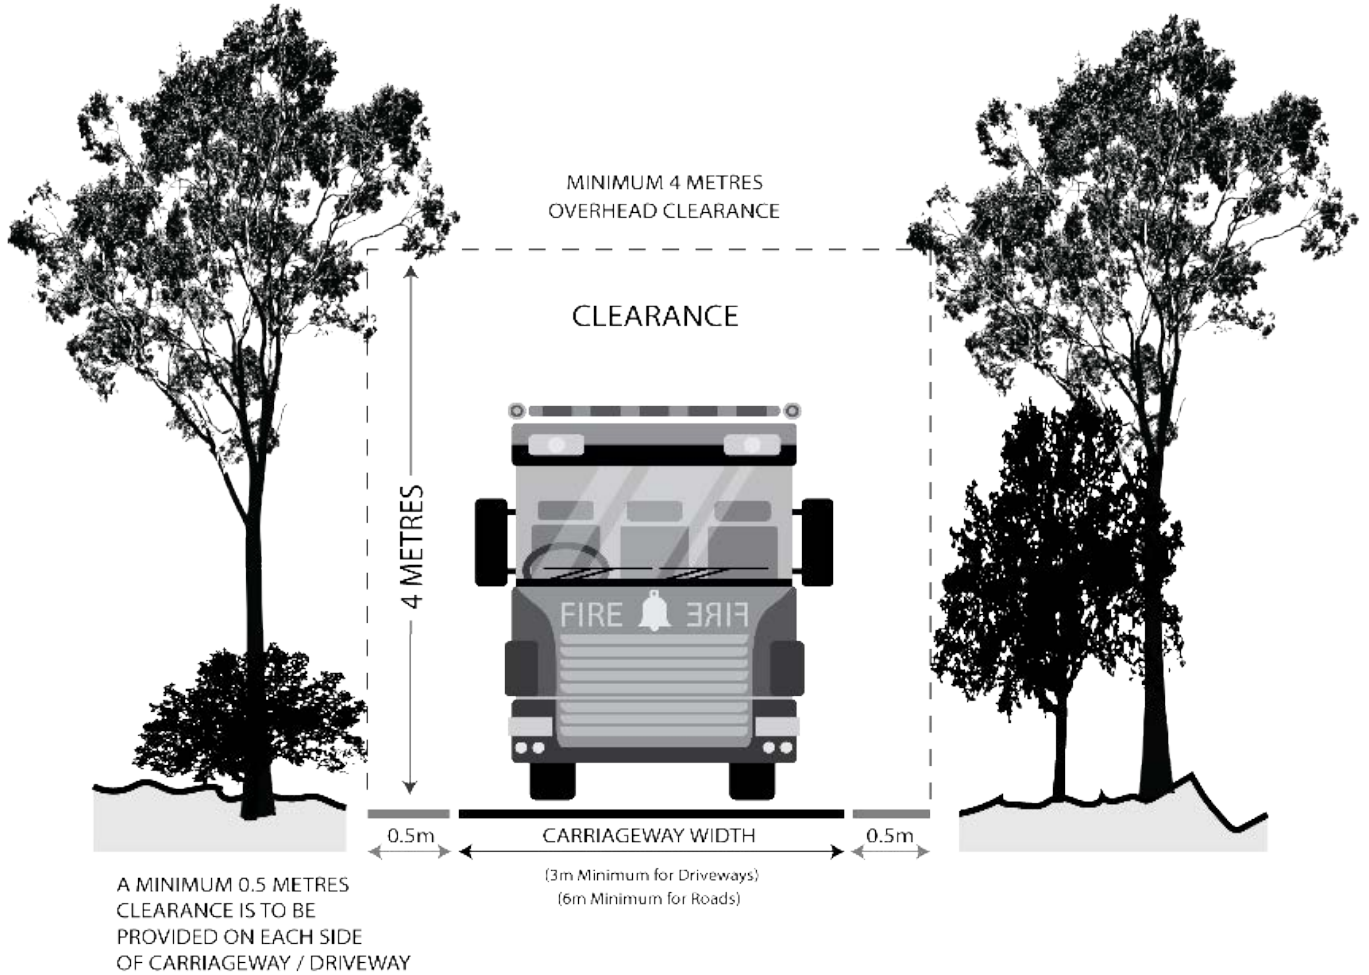 MINIMUM 4 METRES
OVERHEAD CLEARANCE
CLEARANCE
4 METRES
FIRE FIRE
0.5m
CARRIAGEWAY WIDTH
0.5m
(3m Minimum for Driveways)
(6m Minimum for Roads)
A MINIMUM 0.5 METRES
CLEARANCE IS TO BE
PROVIDED ON EACH SIDE
OF CARRIAGEWAY / DRIVEWAY